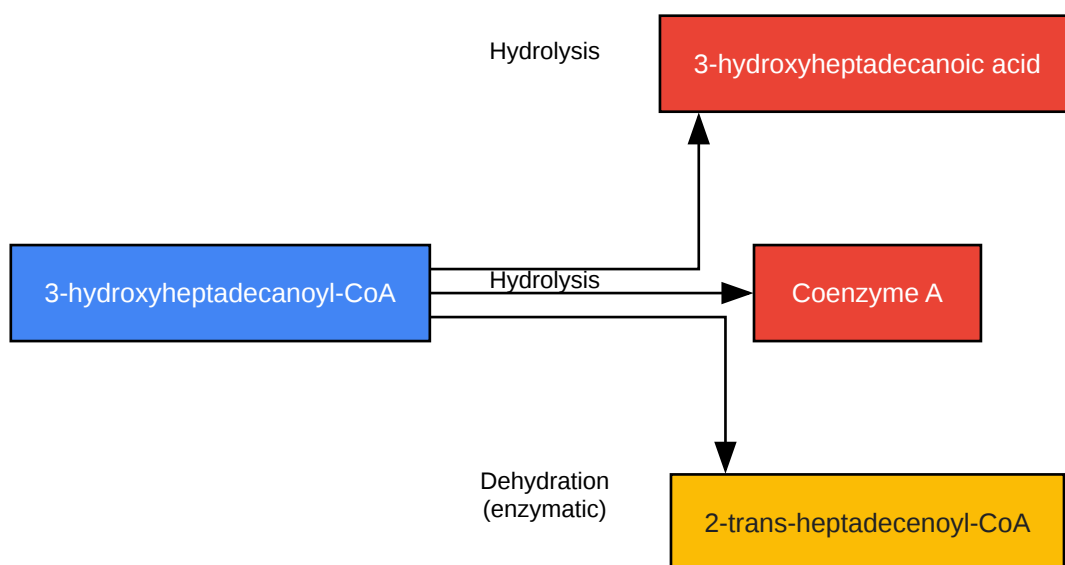 Hydrolysis
3-hydroxyheptadecanoic acid
3-hydroxyheptadecanoyl-CoA
Hydrolysis
Coenzyme A
Dehydration
(enzymatic)
2-trans-heptadecenoyl-CoA